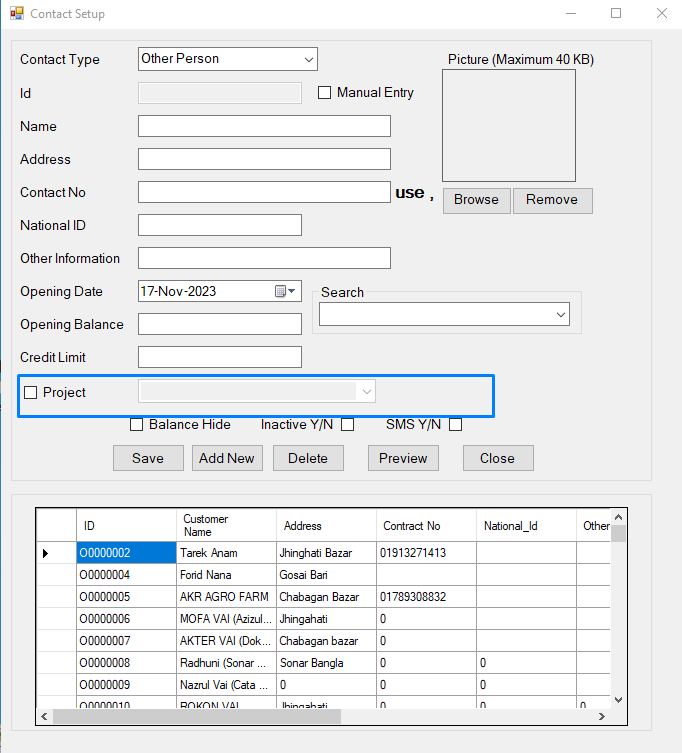 Contact Setup
Contact Type Other Person Picture (Maximum 40 KB)
Id Manual Entry
Name
Address
Contact No use ,
Browse Remove
National ID
Other Information
Opening Date 17-Nov-2023 Search
Opening Balance
Credit Limit
Project
Balance Hide Inactive Y/N SMS Y/N
Save Add New Delete Preview Close
ID Customer Name Address Contract No National_Id Other
O0000002 Tarek Anam Jhinghati Bazar 01913271413
O0000004 Forid Nana Gosai Bari
O0000005 AKR AGRO FARM Chabagan Bazar 01789308832
O0000006 MOFA VAI (Azizul... Jhingahati 0
O0000007 AKTER VAI (Dok... Chabagan bazar 0
O0000008 Radhuni (Sonar ... Sonar Bangla 0 0
O0000009 Nazrul Vai (Cata ... 0 0 0
O0000010 ROKON VAI Jhingahati 0 0 0